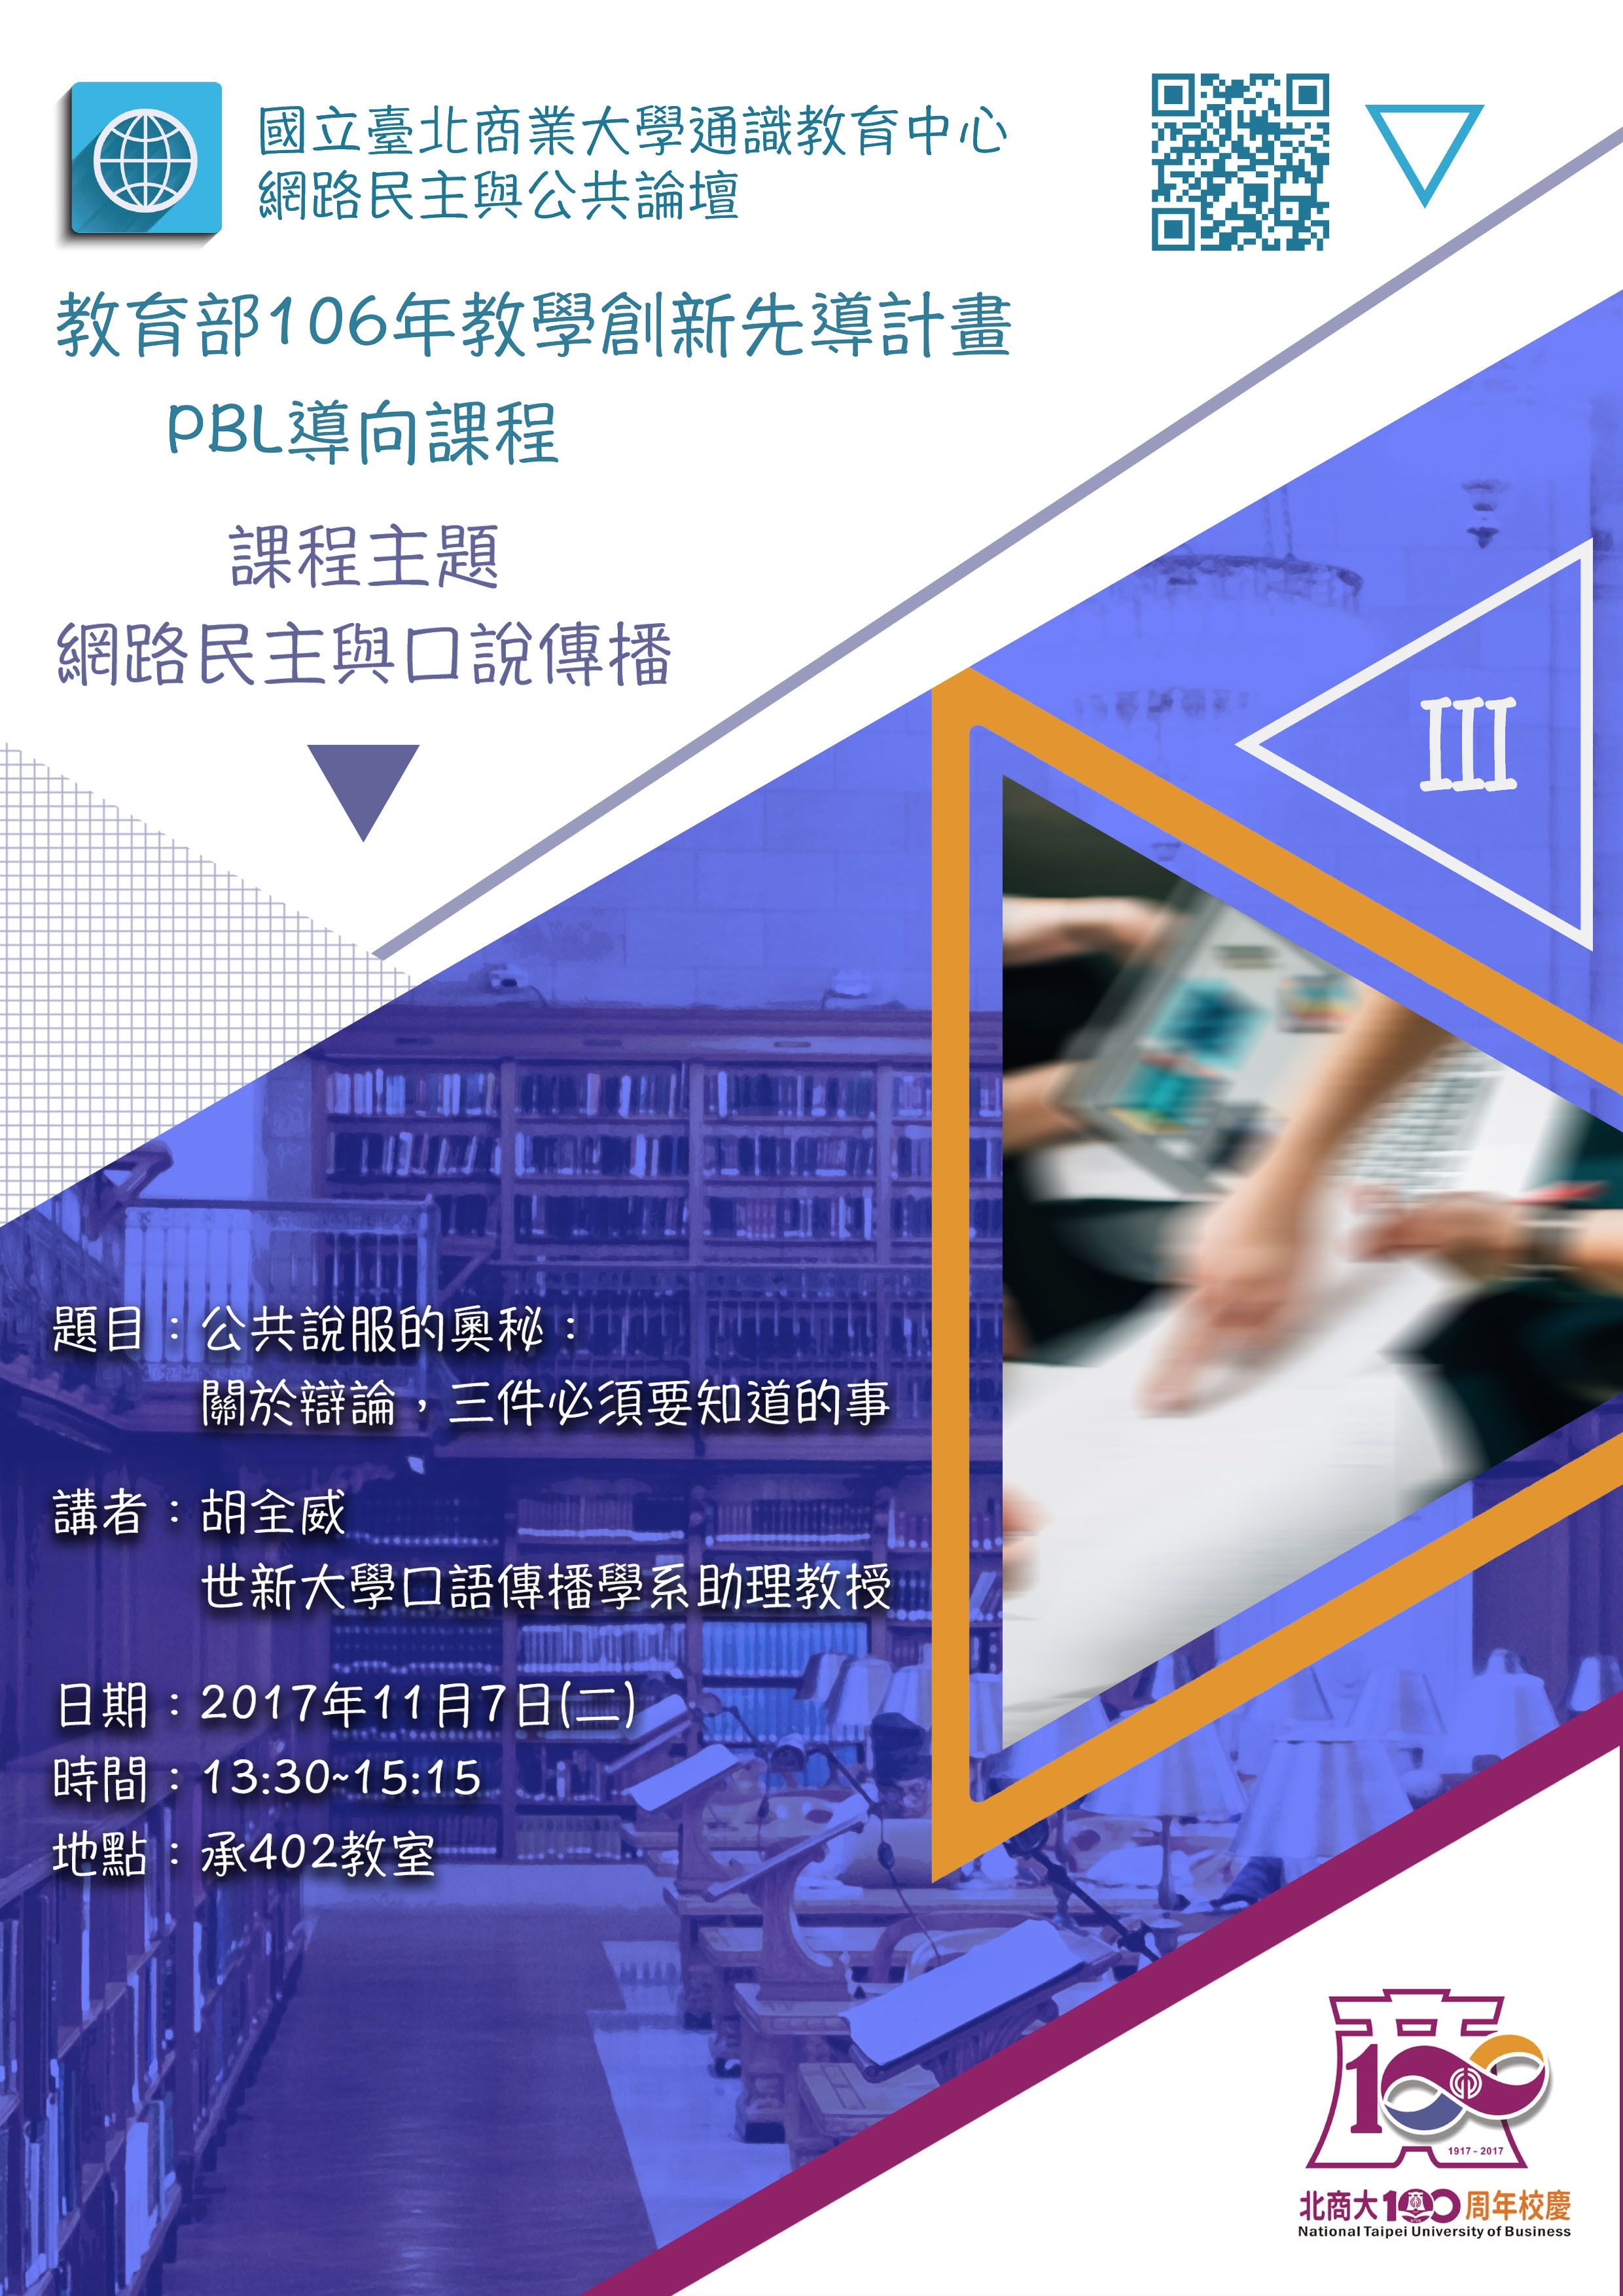 國立臺北商業大學通識教育中心
網路民主與公共論壇
教育部106年教學創新先導計畫
PBL導向課程
課程主題
網路民主與口說傳播
III
題目：公共說服的奧秘：
關於辯論，三件必須要知道的事
講者：胡全威
世新大學口語傳播學系助理教授
日期：2017年11月7日(二)
時間：13:30~15:15
地點：承402教室
100
1917-2017
北商大100周年校慶
National Taipei University of Business